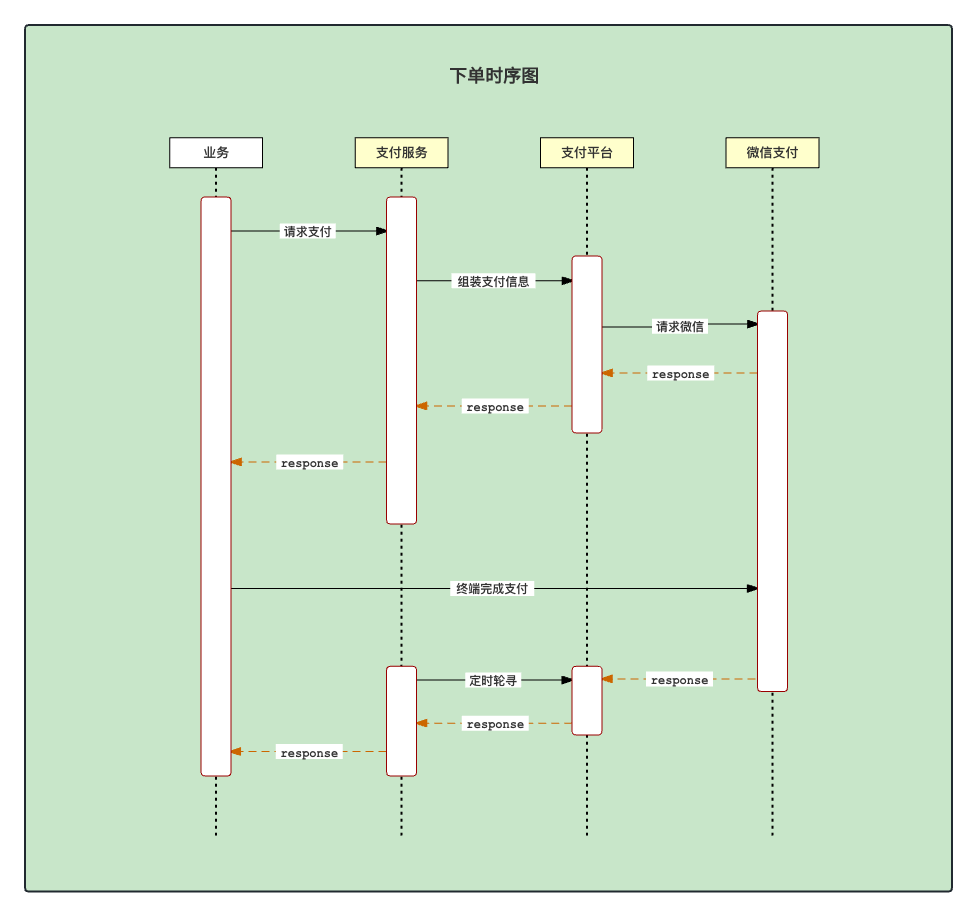 下单时序图
业务
支付服务
支付平台
微信支付
请求支付
组装支付信息
请求微信
response
response
response
终端完成支付
定时轮寻
response
response
response